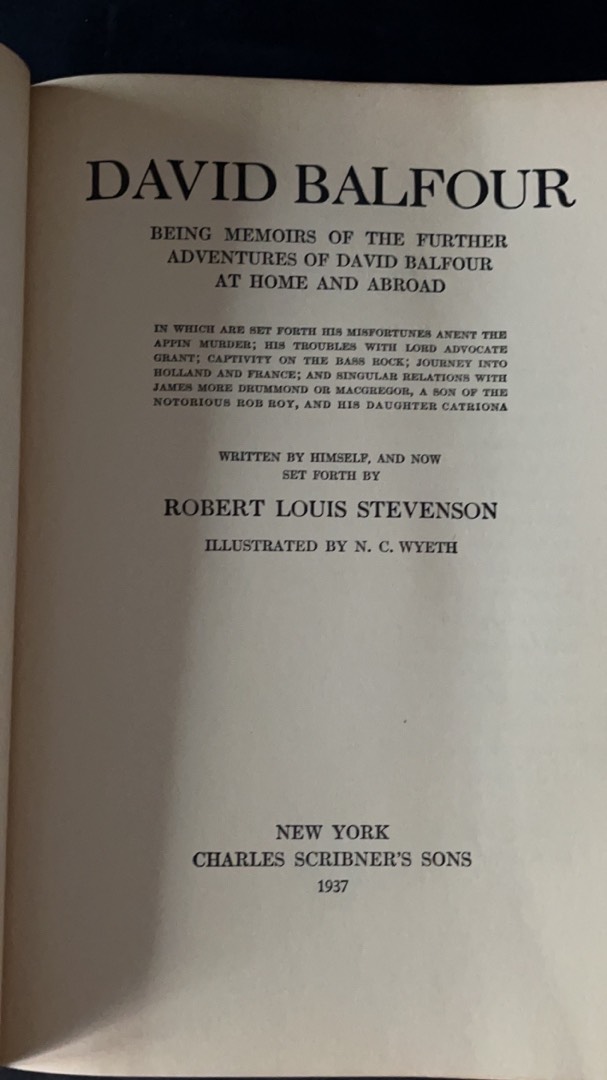 DAVID BALFOUR
BEING MEMOIRS OF THE FURTHER
ADVENTURES OF DAVID BALFOUR
AT HOME AND ABROAD
IN WHICH ARE SET FORTH HIS MISFORTUNES ANENT THE
APPIN MURDER; HIS TROUBLES WITH LORD ADVOCATE
GRANT; CAPTIVITY ON THE BASS ROCK; JOURNEY INTO
HOLLAND AND FRANCE; AND SINGULAR RELATIONS WITH
JAMES MORE DRUMMOND OR MACGREGOR, A SON OF THE
NOTORIOUS ROB ROY, AND HIS DAUGHTER CATRIONA
WRITTEN BY HIMSELF, AND NOW
SET FORTH BY
ROBERT LOUIS STEVENSON
ILLUSTRATED BY N. C. WYETH
NEW YORK
CHARLES SCRIBNER'S SONS
1937